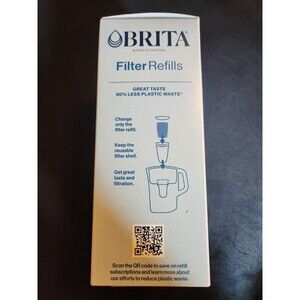 BRITA
WATER FILTRATION
Filter Refills
GREAT TASTE
80% LESS PLASTIC WASTE*
Change
only the
filter refill.
Keep the
reusable
filter shell.
Get great
taste and
filtration.
Scan the QR code to save on refill
subscriptions and learn more about
our efforts to reduce plastic waste.